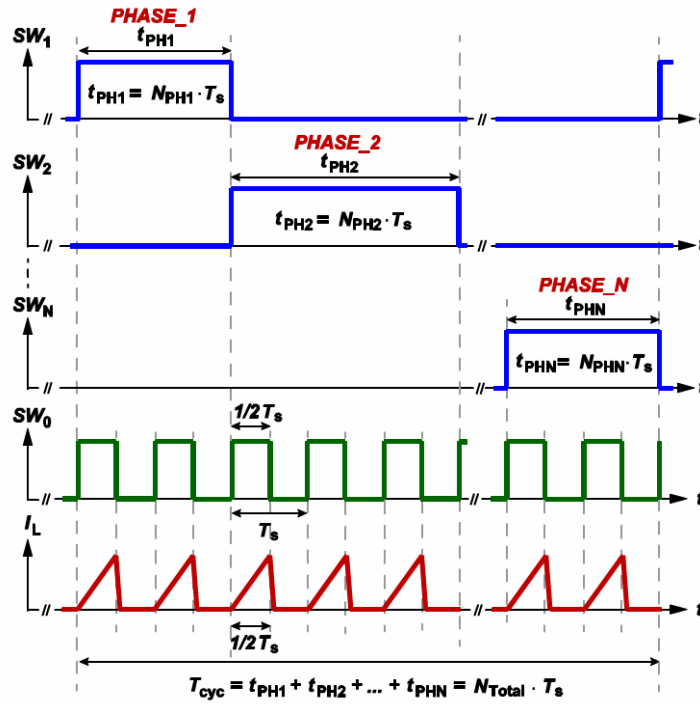 PHASE_1
SW1 tPH1
tPH1 = NPH1 · Ts
// // t
PHASE_2
SW2 tPH2
tPH2 = NPH2 · Ts
// // t
PHASE_N
SWN tPHN
tPHN = NPHN · Ts
// // t
SW0 1/2 Ts
// // t
Ts
IL
// // t
1/2 Ts
Tcyc = tPH1 + tPH2 + ... + tPHN = NTotal · Ts